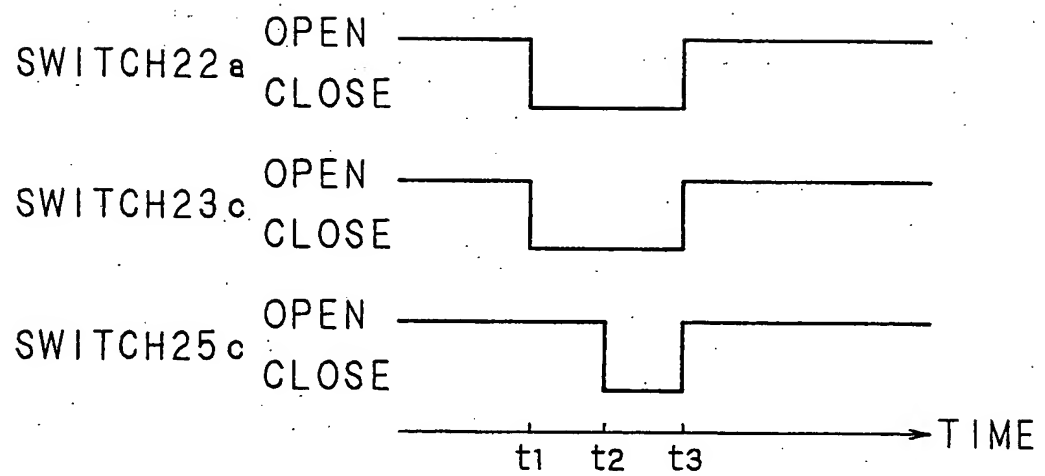 OPEN
SWITCH22a
CLOSE
OPEN
SWITCH23c
CLOSE
OPEN
SWITCH25c
CLOSE
TIME
t1 t2 t3